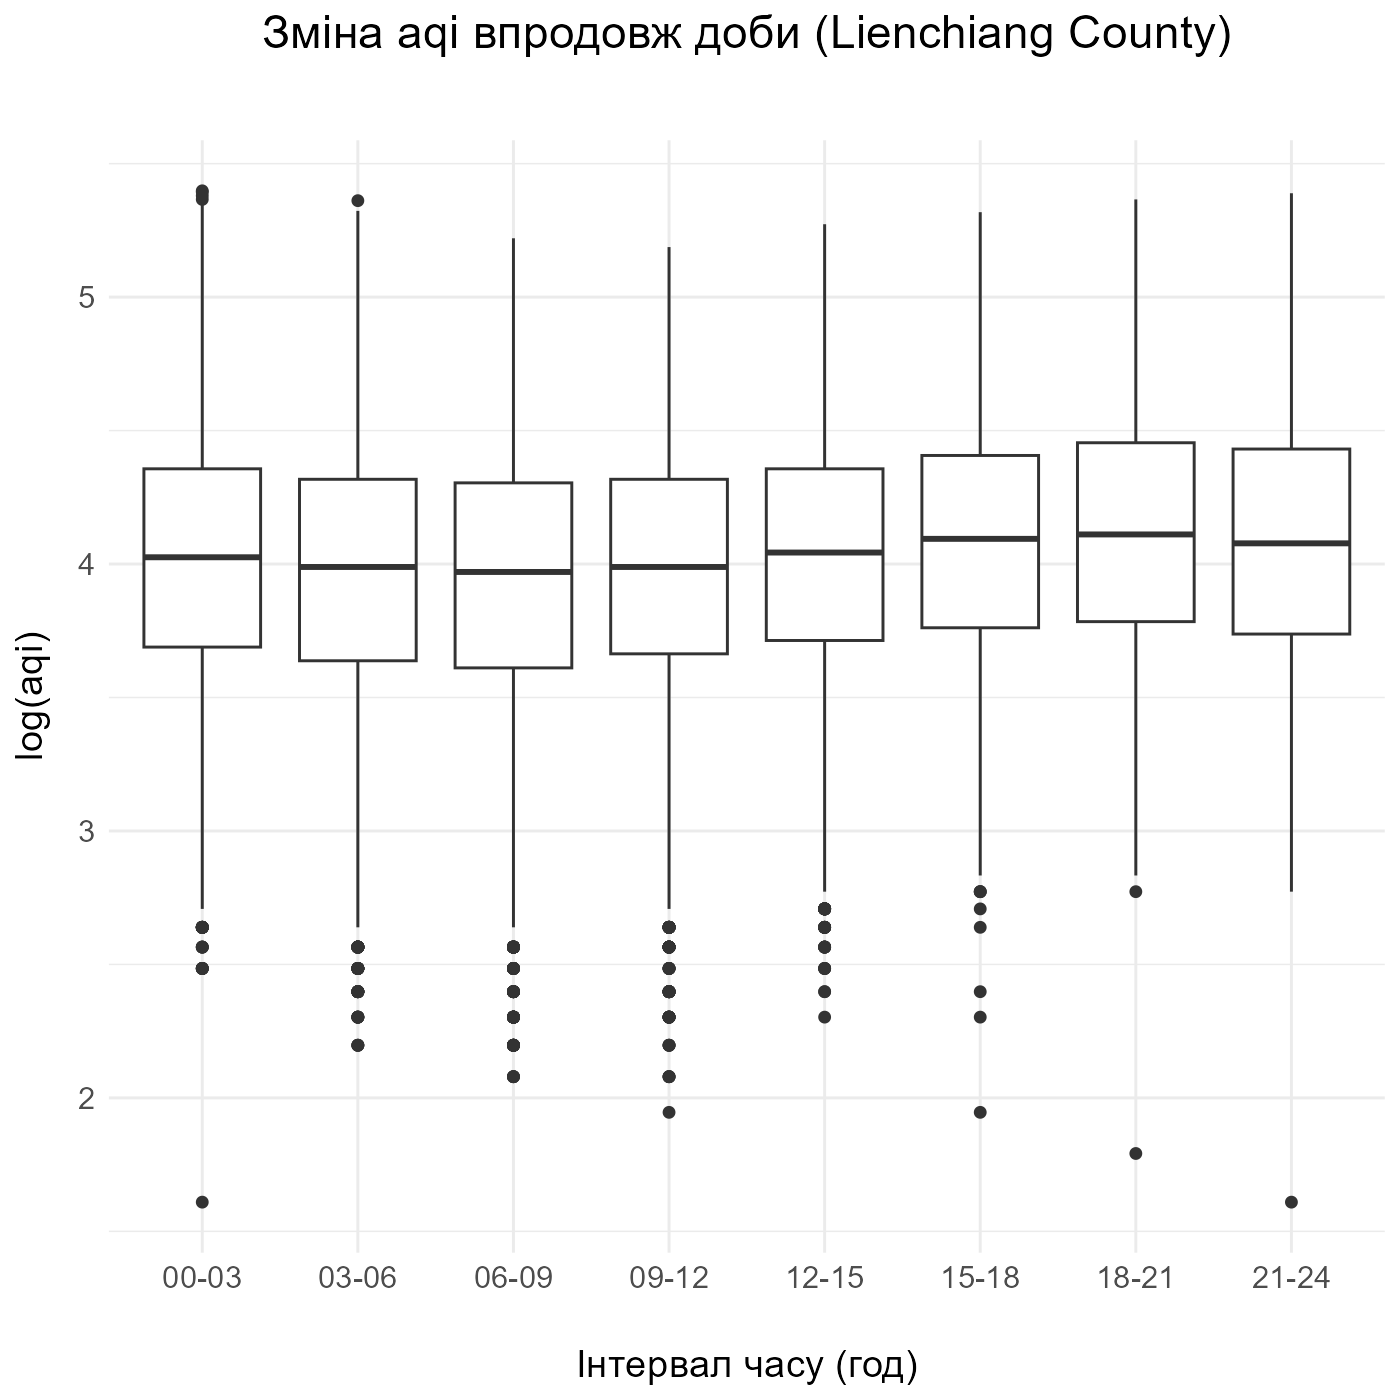 Зміна aqi впродовж доби (Lienchiang County)
log(aqi)
5
4
3
2
00-03 03-06 06-09 09-12 12-15 15-18 18-21 21-24
Інтервал часу (год)